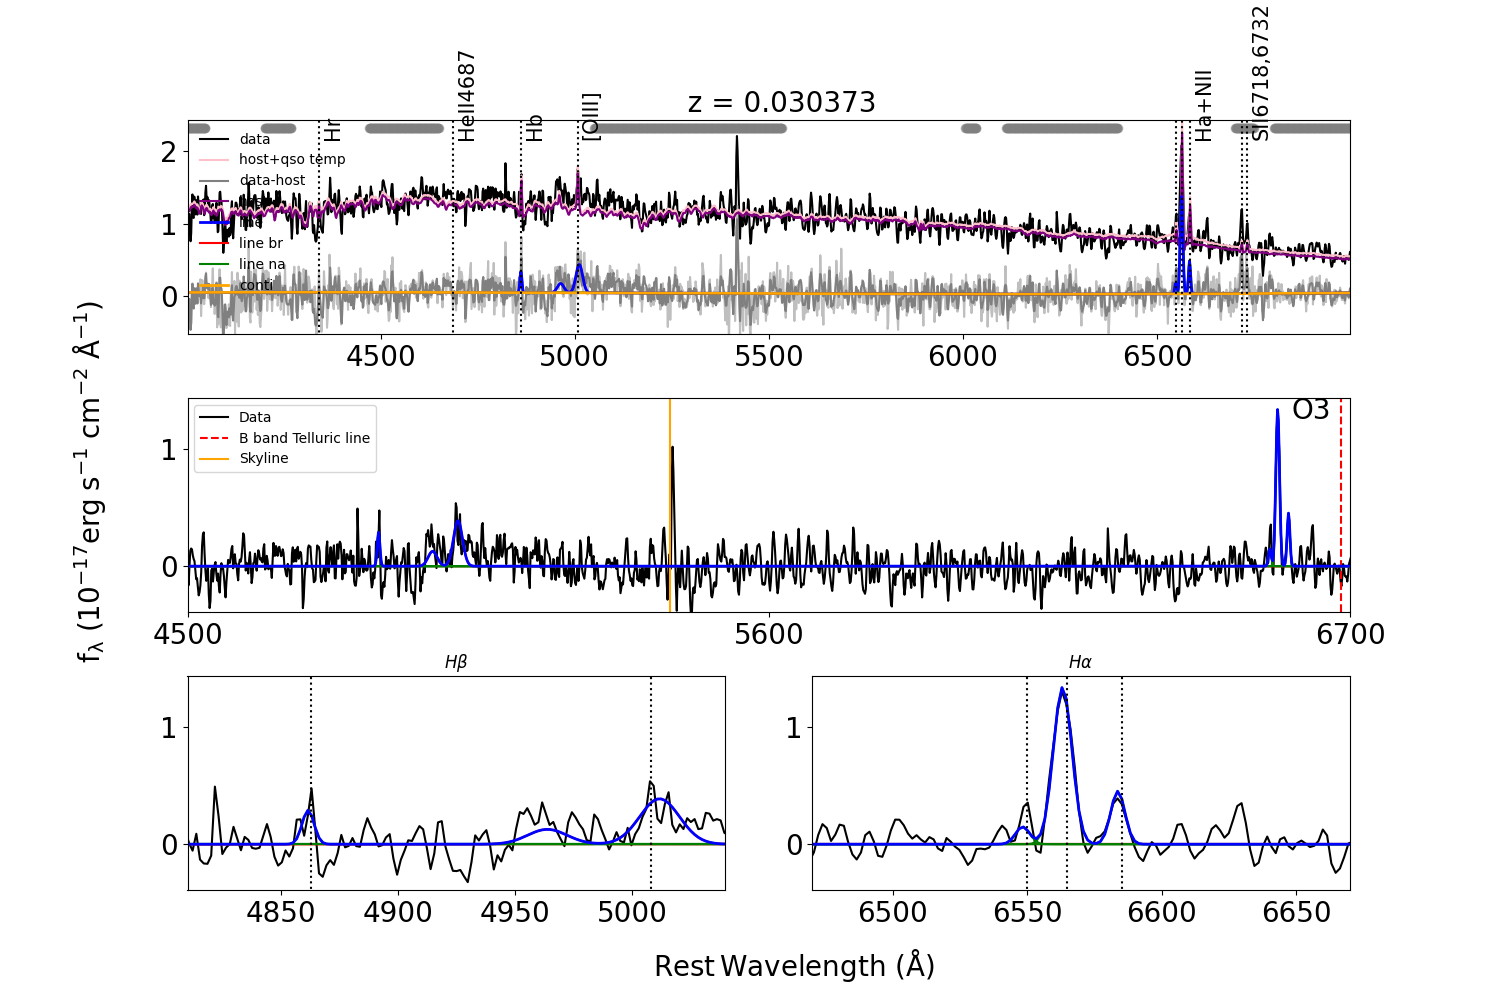 z = 0.030373
Hr
HeII4687
Hb
[OIII]
Ha+NII
SII6718,6732
data
host+qso temp
data-host
line
line br
line na
conti
2
1
0
4500 5000 5500 6000 6500
Data
B band Telluric line
Skyline
O3
1
0
4500 5600 6700
fλ (10⁻¹⁷erg s⁻¹ cm⁻² Å⁻¹)
Hβ
1
0
4850 4900 4950 5000
Hα
1
0
6500 6550 6600 6650
Rest Wavelength (Å)